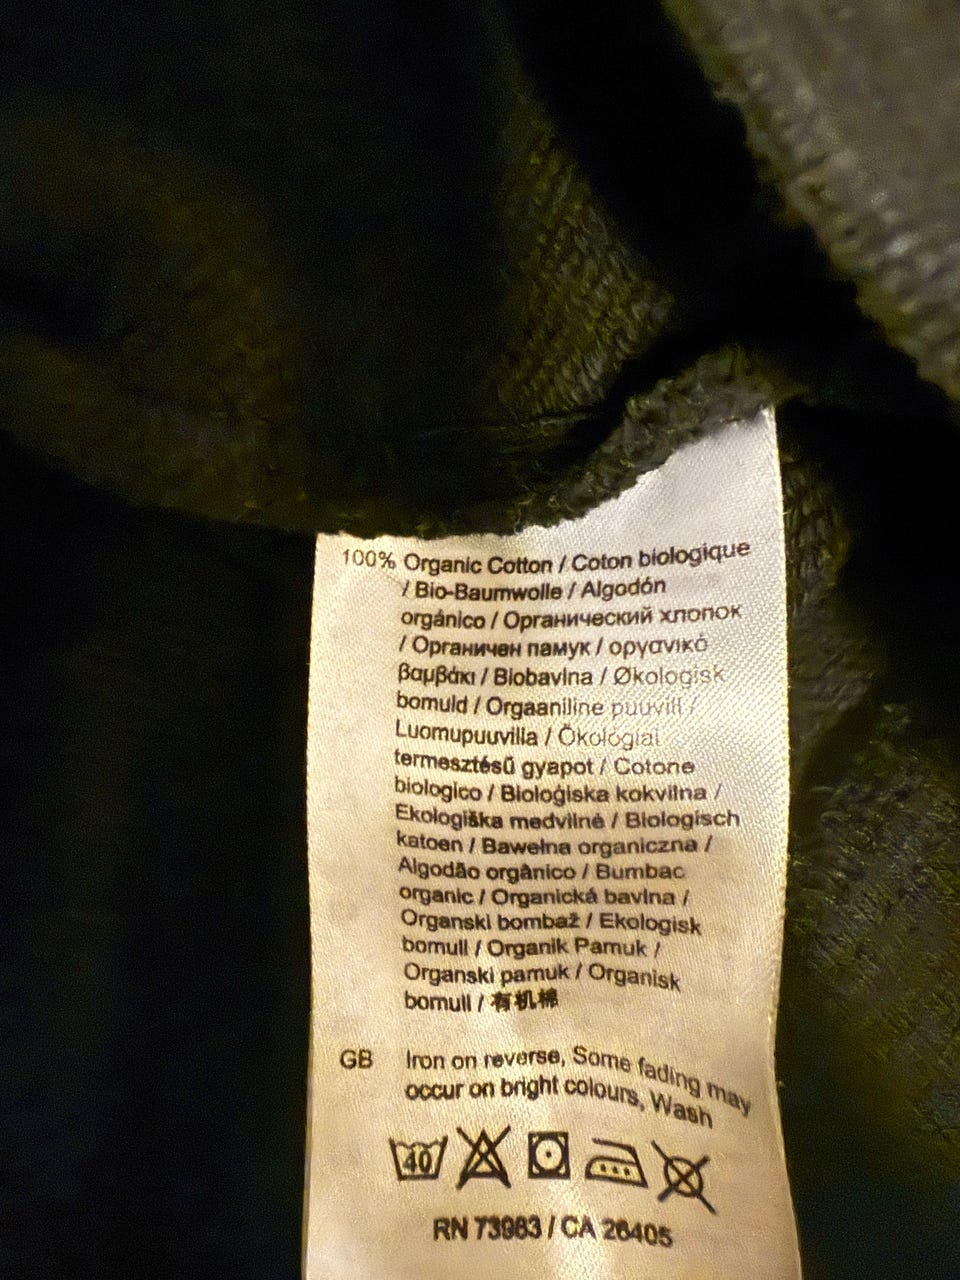 100% Organic Cotton / Coton biologique
/ Bio-Baumwolle / Algodón
orgánico / Органический хлопок
/ Органичен памук / οργανικό
βαμβάκι / Biobavlna / Økologisk
bomuld / Orgaaniline puuvill /
Luomupuuvilla / Ökológiai
termesztésű gyapot / Cotone
biologico / Bioloģiska kokvilna /
Ekologiška medvilnė / Biologisch
katoen / Bawełna organiczna /
Algodão orgânico / Bumbac
organic / Organická bavlna /
Organski bombaž / Ekologisk
bomull / Organik Pamuk /
Organski pamuk / Organisk
bomull / 有机棉
GB Iron on reverse, Some fading may
occur on bright colours, Wash
40
RN 73983 / CA 26405